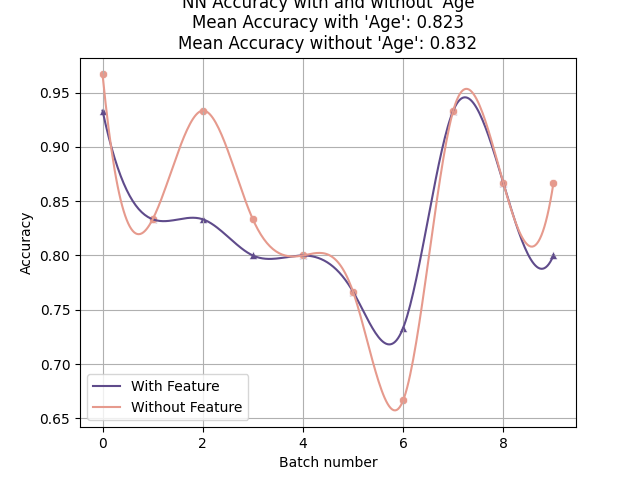 NN Accuracy with and without 'Age'
Mean Accuracy with 'Age': 0.823
Mean Accuracy without 'Age': 0.832
Accuracy
0.95
0.90
0.85
0.80
0.75
0.70
0.65
With Feature
Without Feature
0 2 4 6 8
Batch number